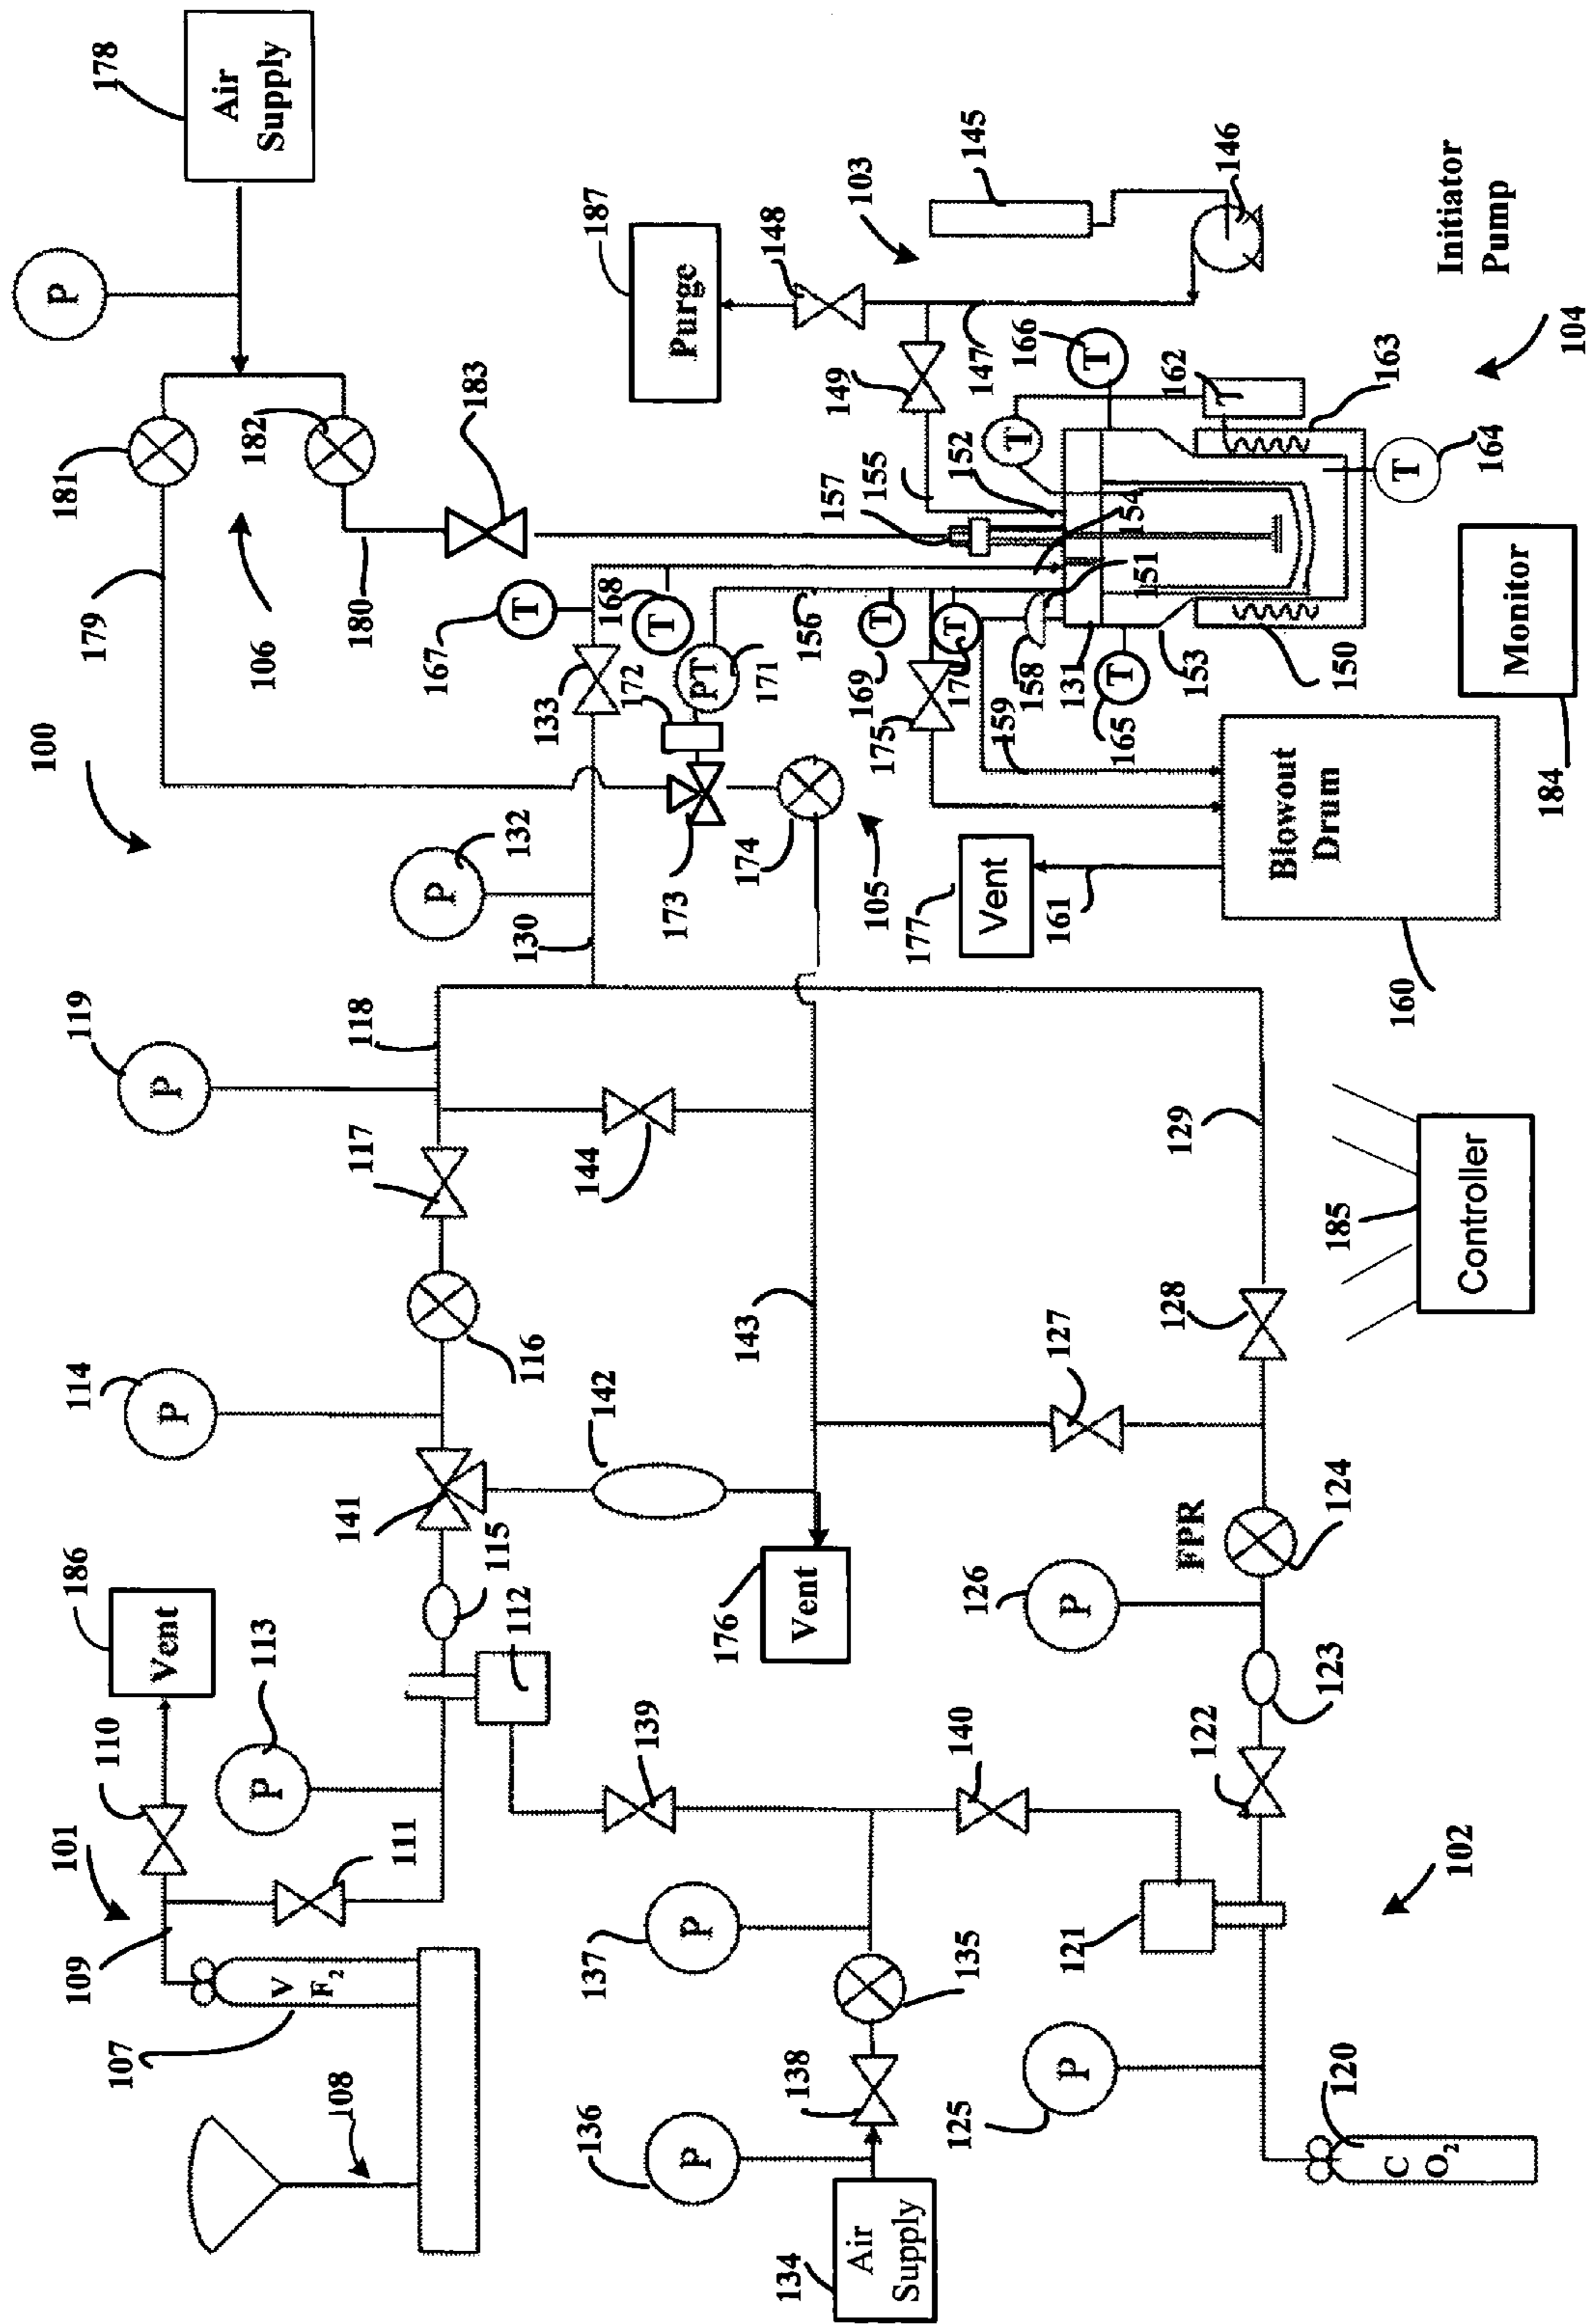 100
101
107
108
V
F₂
109
110
186
Vent
111
113
P
112
115
141
114
P
116
117
119
P
118
144
142
143
176
Vent
130
132
P
133
134
Air
Supply
136
P
138
135
137
P
139
140
102
120
C
O₂
125
P
121
122
123
126
P
FPR
124
127
128
129
185
Controller
106
178
Air
Supply
P
181
182
179
180
183
167
T
168
T
172
PT
171
173
174
105
156
169
T
170
T
175
158
159
157
155
152
154
151
131
165
T
153
150
T
166
T
162
163
164
T
104
103
187
Purge
148
149
147
145
146
Initiator
Pump
177
Vent
161
160
Blowout
Drum
184
Monitor